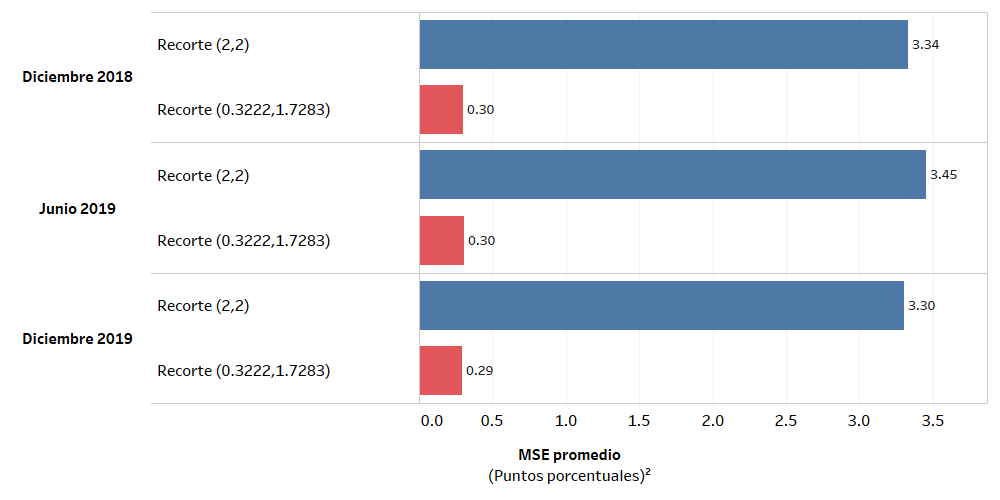 Diciembre 2018
Recorte (2,2)
3.34
Recorte (0.3222,1.7283)
0.30
Junio 2019
Recorte (2,2)
3.45
Recorte (0.3222,1.7283)
0.30
Diciembre 2019
Recorte (2,2)
3.30
Recorte (0.3222,1.7283)
0.29
0.0 0.5 1.0 1.5 2.0 2.5 3.0 3.5
MSE promedio
(Puntos porcentuales)²